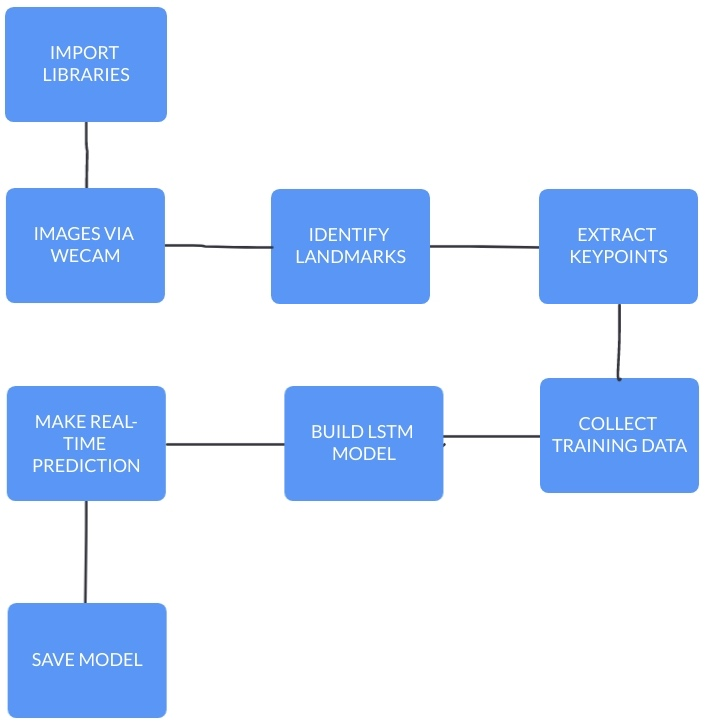 IMPORT
LIBRARIES
IMAGES VIA
WECAM
IDENTIFY
LANDMARKS
EXTRACT
KEYPOINTS
COLLECT
TRAINING DATA
BUILD LSTM
MODEL
MAKE REAL-
TIME
PREDICTION
SAVE MODEL